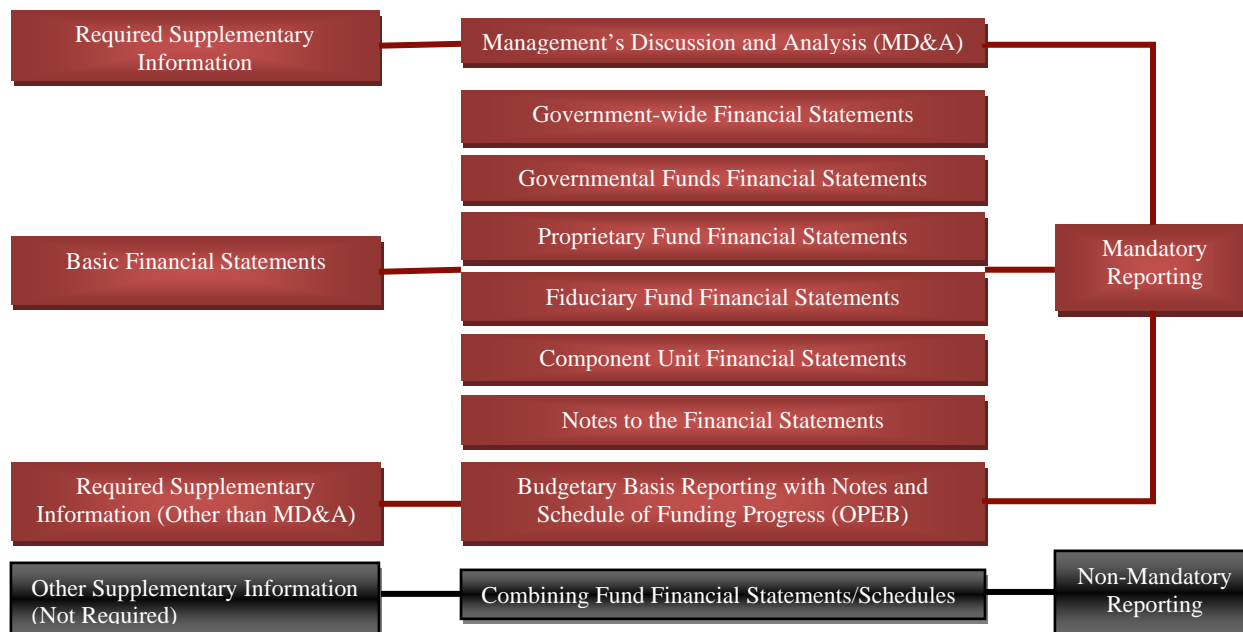 Required Supplementary
Information
Management’s Discussion and Analysis (MD&A)
Government-wide Financial Statements
Governmental Funds Financial Statements
Proprietary Fund Financial Statements
Basic Financial Statements
Mandatory
Reporting
Fiduciary Fund Financial Statements
Component Unit Financial Statements
Notes to the Financial Statements
Required Supplementary
Information (Other than MD&A)
Budgetary Basis Reporting with Notes and
Schedule of Funding Progress (OPEB)
Other Supplementary Information
(Not Required)
Combining Fund Financial Statements/Schedules
Non-Mandatory
Reporting